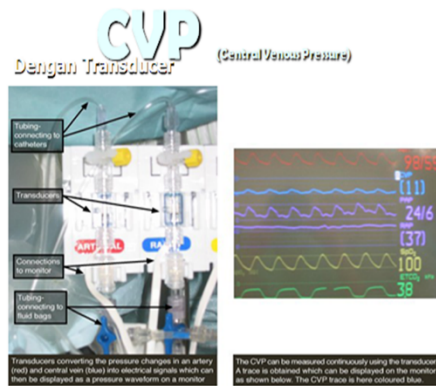 CVP
Dengan Transducer
(Central Venous Pressure)
Tubing-
connecting to
catheters
Transducers
ARTERIAL
Connections
to monitor
Tubing-
connecting to
fluid bags
Transducers converting the pressure changes in an artery
(red) and central vein (blue) into electrical signals which can
then be displayed as a pressure waveform on a monitor
CVP
(11)
PAP
24/6
(37)
SpO2
100
38
The CVP can be measured continuously using the transducer
A trace is obtained which can be displayed on the monitor
as shown below. The CVP trace is here coloured blue.